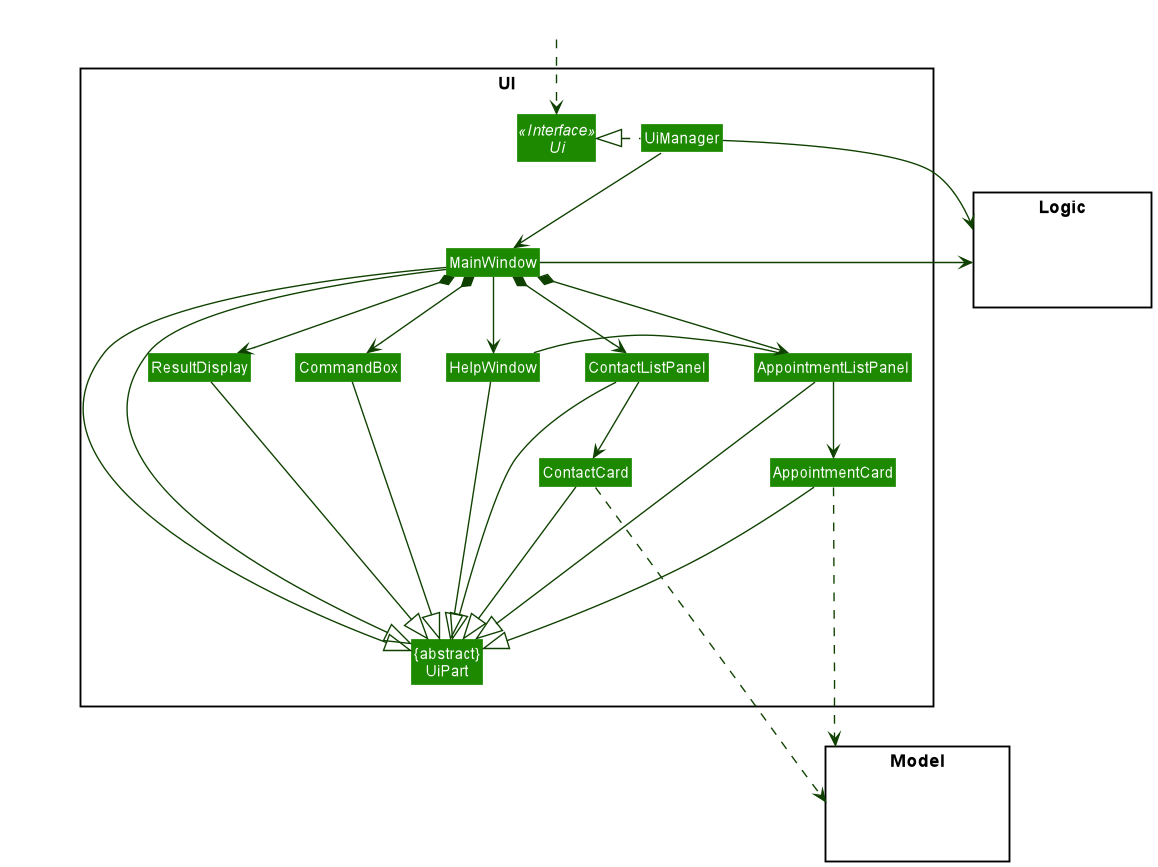 UI
«Interface»
Ui
UiManager
Logic
MainWindow
ResultDisplay
CommandBox
HelpWindow
ContactListPanel
AppointmentListPanel
ContactCard
AppointmentCard
{abstract}
UiPart
Model